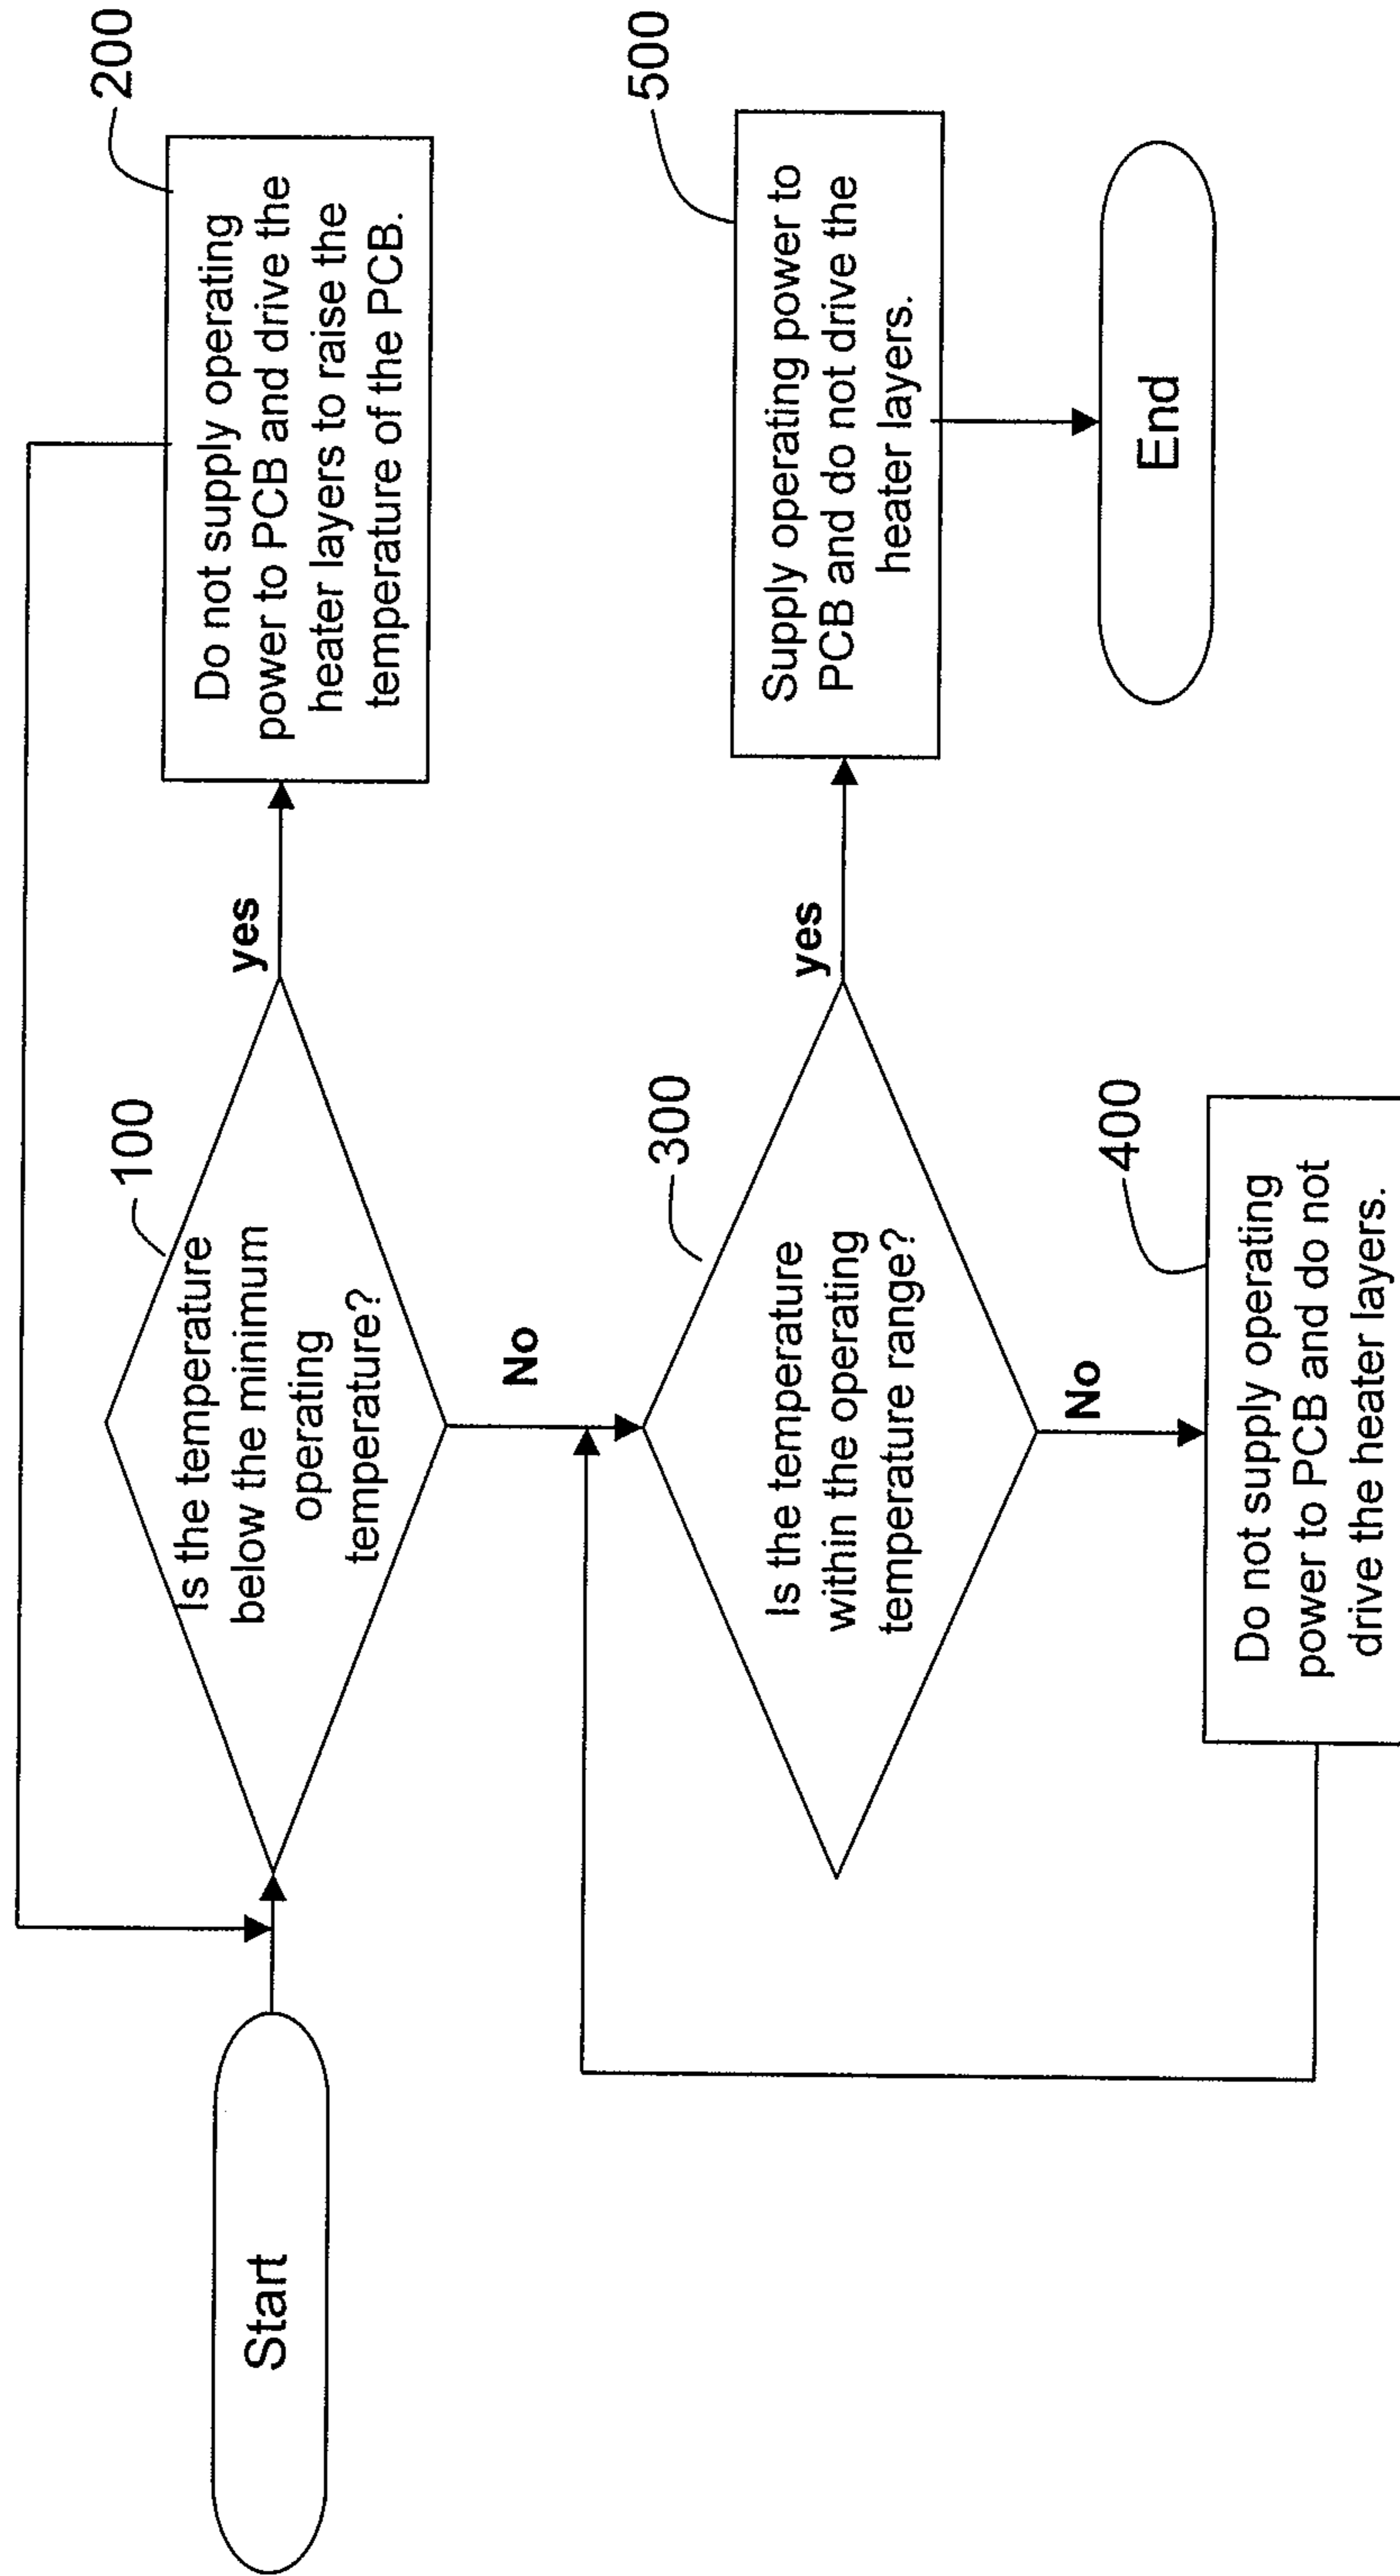 Start
100
Is the temperature
below the minimum
operating
temperature?
yes
200
Do not supply operating
power to PCB and drive the
heater layers to raise the
temperature of the PCB.
No
300
Is the temperature
within the operating
temperature range?
yes
500
Supply operating power to
PCB and do not drive the
heater layers.
No
400
Do not supply operating
power to PCB and do not
drive the heater layers.
End